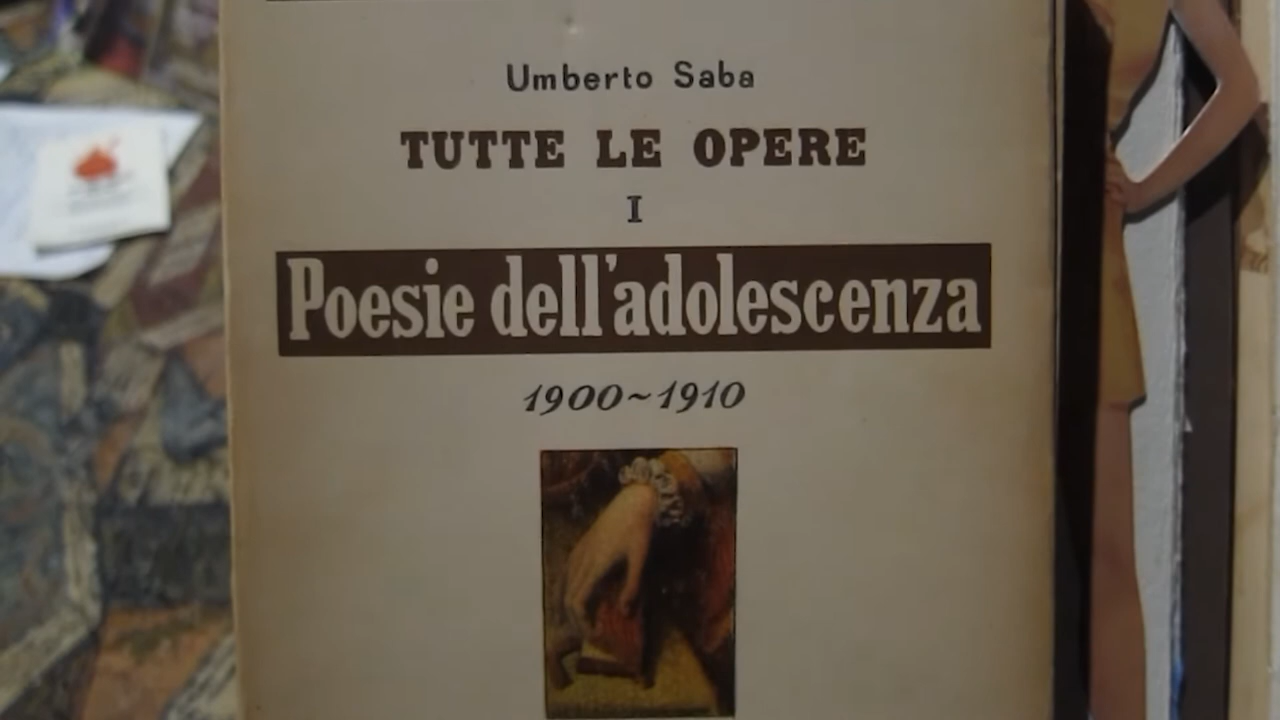 Umberto Saba
TUTTE LE OPERE
I
Poesie dell'adolescenza
1900~1910